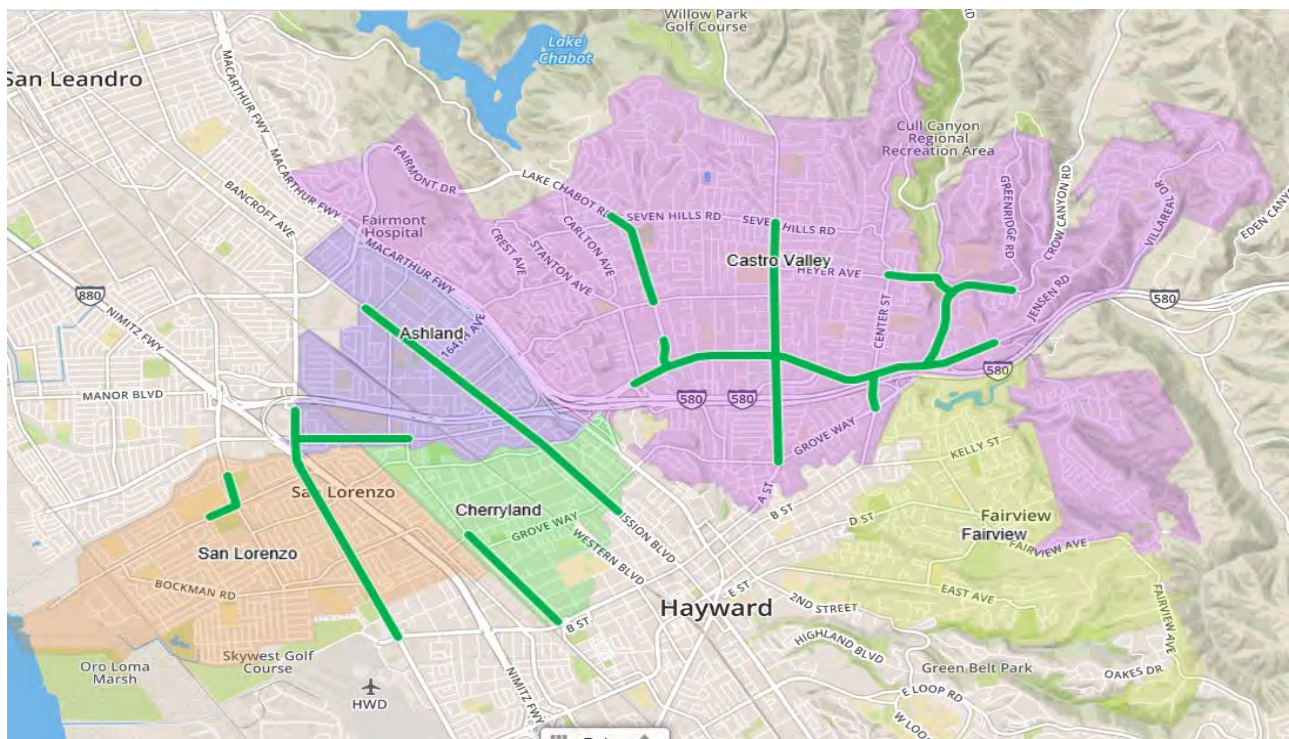 Willow Park
Golf Course
RD
Lake
Chabot
San Leandro
MACARTHUR FWY
Cull Canyon
Regional
Recreation Area
MACARTHUR FWY
FAIRMONT DR
LAKE CHABOT RD
BANCROFT AVE
GREENRIDGE RD
CROW CANYON RD
VILLAREAL DR
EDEN CANY
Fairmont
Hospital
SEVEN HILLS RD
SEVEN HILLS RD
CREST AVE
STANTON AVE
CARLTON AVE
MACARTHUR FWY
Castro Valley
HEYER AVE
880
NIMITZ FWY
JENSEN RD
580
CENTER ST
Ashland
164TH AVE
580
MANOR BLVD
580
580
GROVE WAY
KELLY ST
San Lorenzo
A ST
B ST
D ST
Cherryland
GROVE WAY
ISSION BLVD
WESTERN BLVD
Fairview
Fairview
FAIRVIEW AVE
San Lorenzo
BOCKMAN RD
E ST
EAST AVE
2ND STREET
Hayward
B ST
FAIRVIEW AVE
HIGHLAND BLVD
Skywest Golf
Course
Oro Loma
Marsh
NIMITZ FWY
Green Belt Park
OAKES DR
HWD
E LOOP RD
W LOO